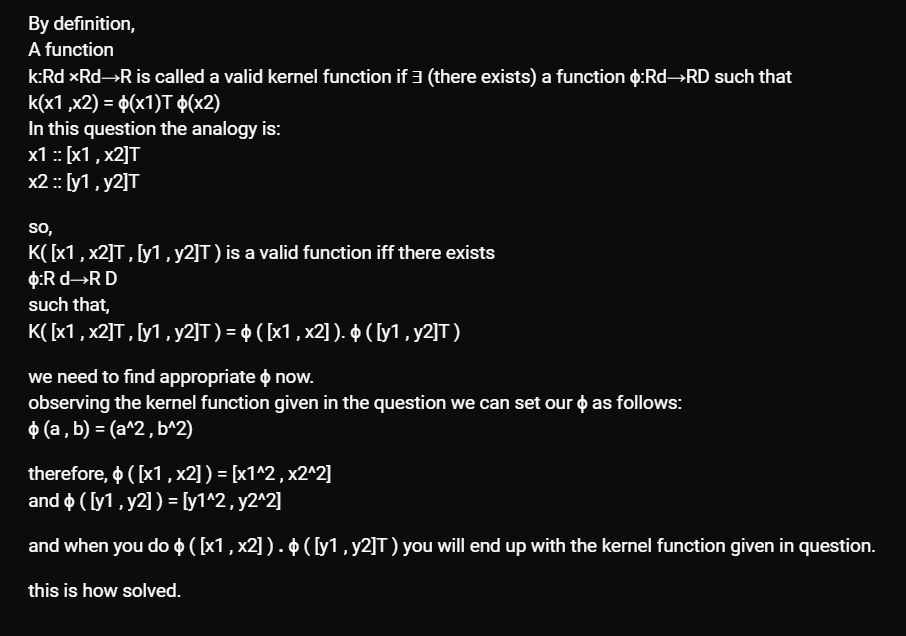 By definition,
A function
k:Rd ×Rd→R is called a valid kernel function if ∃ (there exists) a function ϕ:Rd→RD such that
k(x1 ,x2) = ϕ(x1)T ϕ(x2)
In this question the analogy is:
x1 :: [x1 , x2]T
x2 :: [y1 , y2]T
so,
K( [x1 , x2]T , [y1 , y2]T ) is a valid function iff there exists
ϕ:R d→R D
such that,
K( [x1 , x2]T , [y1 , y2]T ) = ϕ ( [x1 , x2] ). ϕ ( [y1 , y2]T )
we need to find appropriate ϕ now.
observing the kernel function given in the question we can set our ϕ as follows:
ϕ (a , b) = (a^2 , b^2)
therefore, ϕ ( [x1 , x2] ) = [x1^2 , x2^2]
and ϕ ( [y1 , y2] ) = [y1^2 , y2^2]
and when you do ϕ ( [x1 , x2] ) . ϕ ( [y1 , y2]T ) you will end up with the kernel function given in question.
this is how solved.